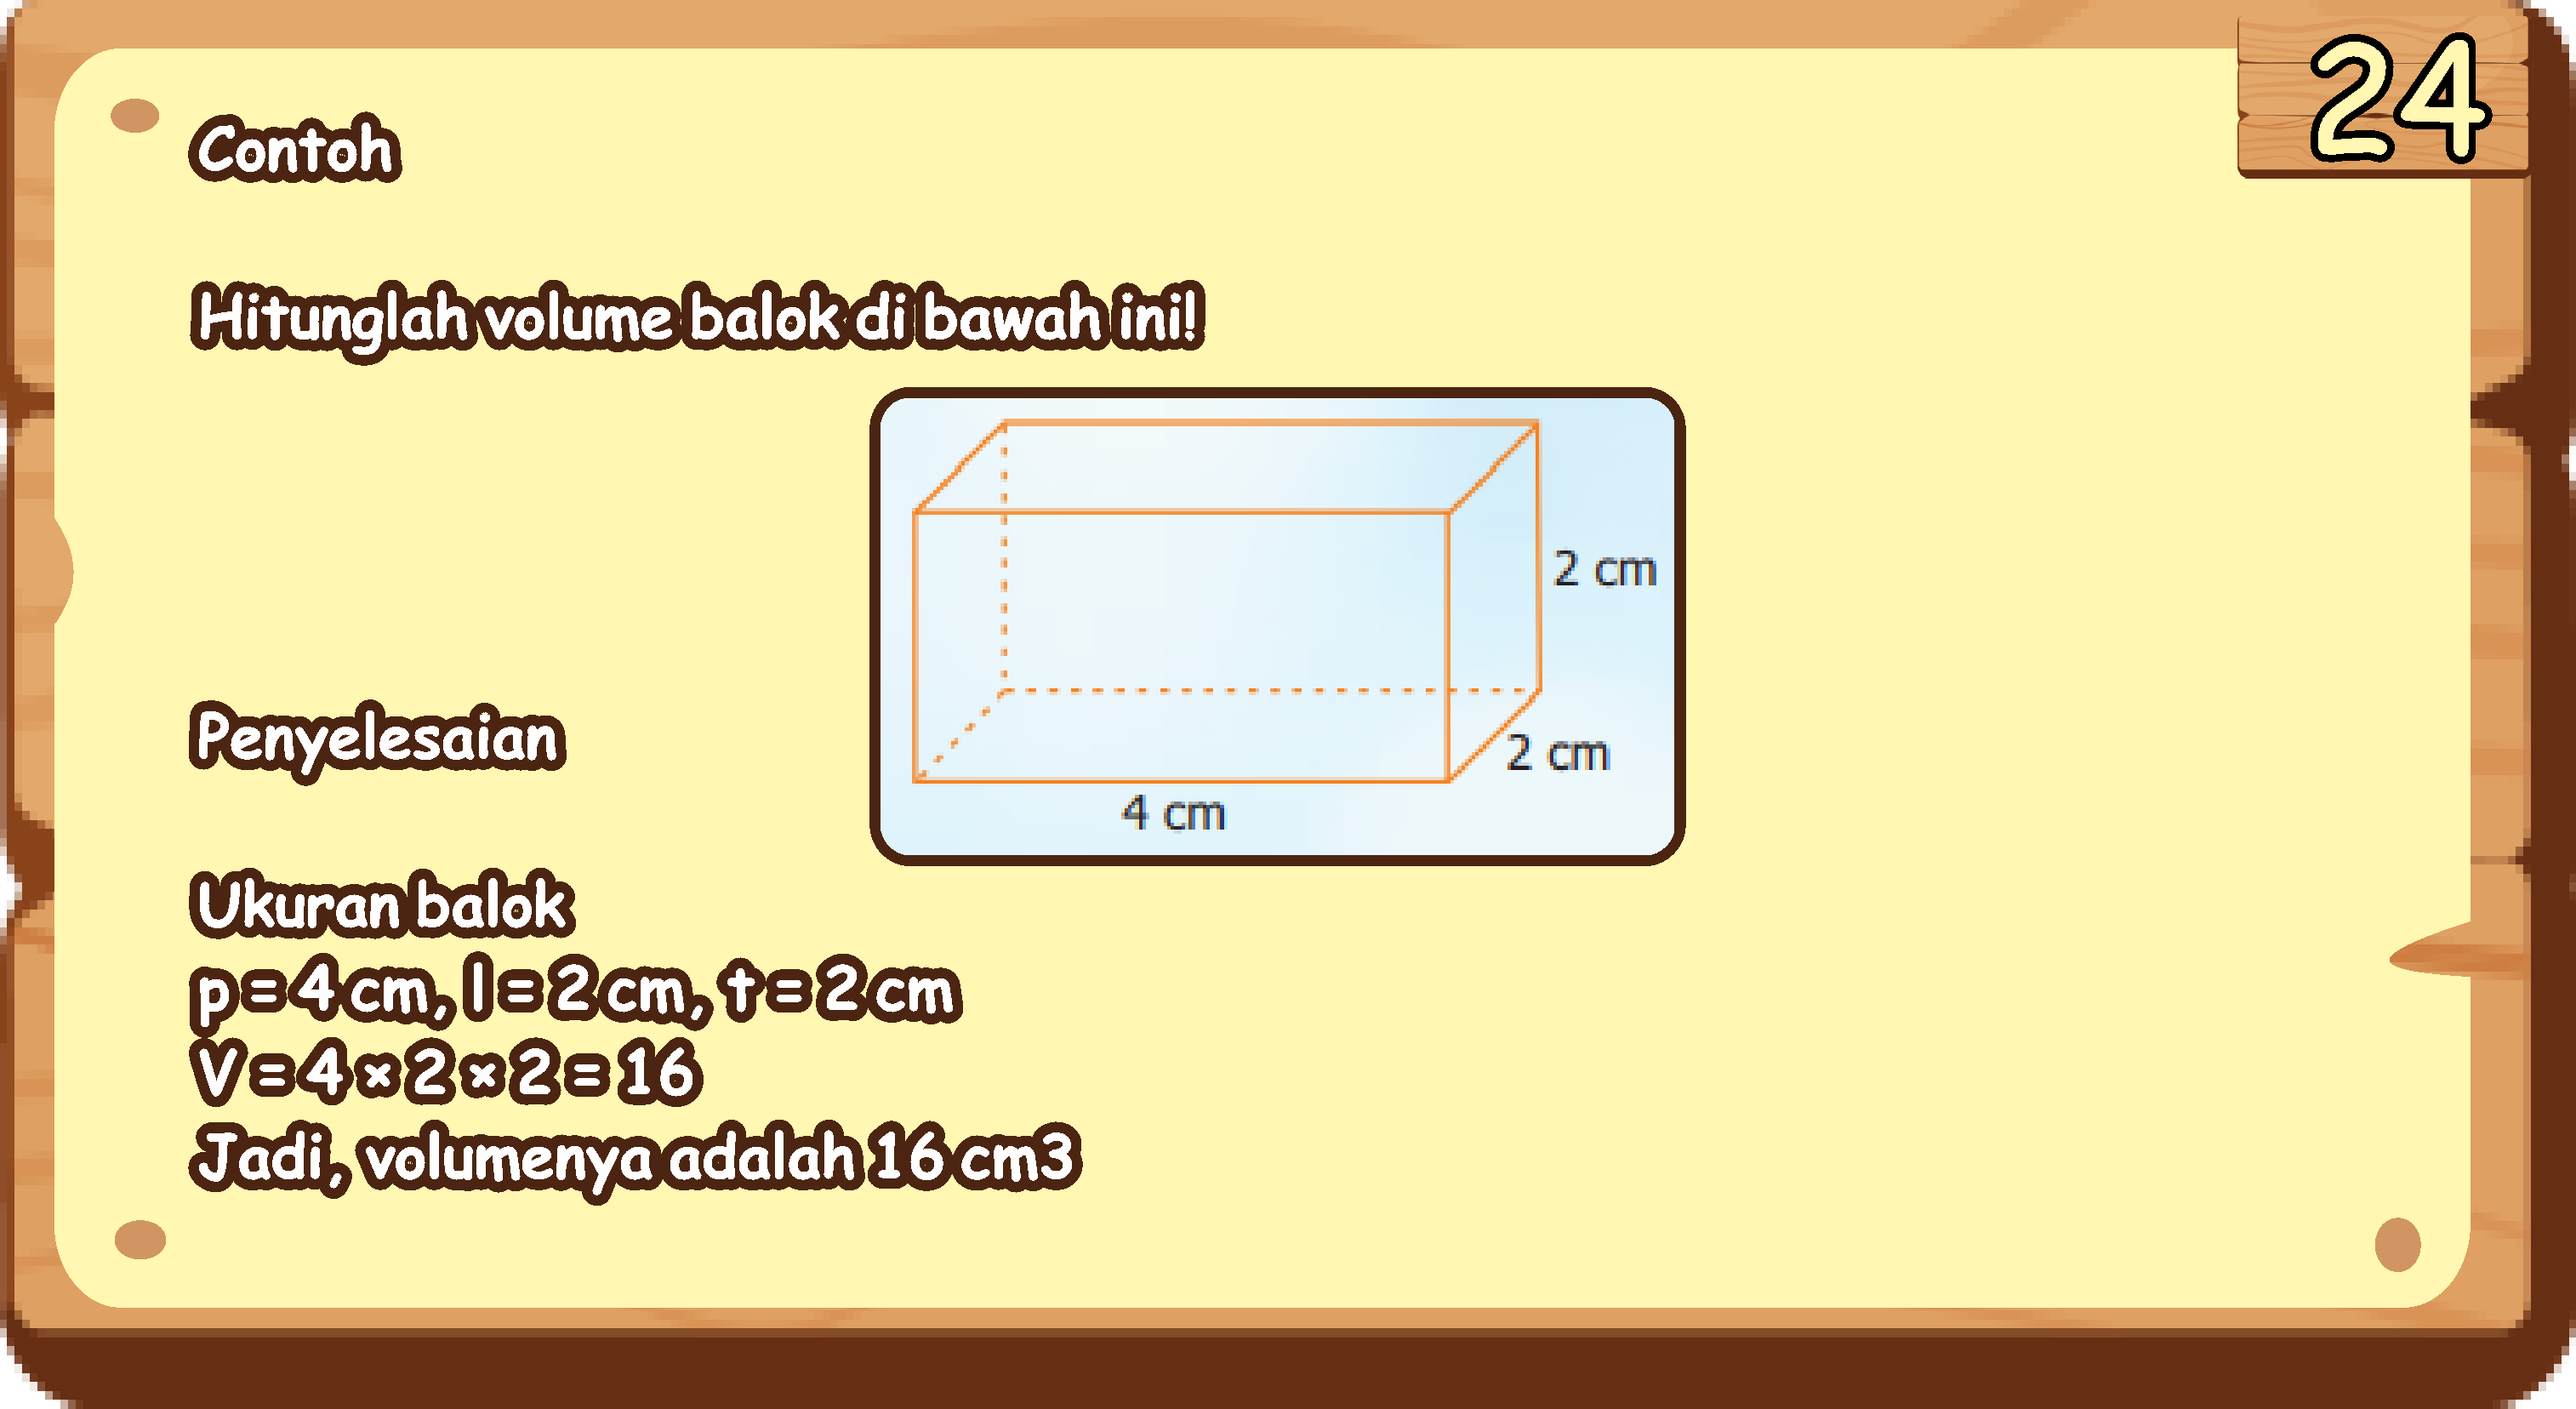 24
Contoh
Hitunglah volume balok di bawah ini!
2 cm
2 cm
4 cm
Penyelesaian
Ukuran balok
p = 4 cm, l = 2 cm, t = 2 cm
V = 4 × 2 × 2 = 16
Jadi, volumenya adalah 16 cm3